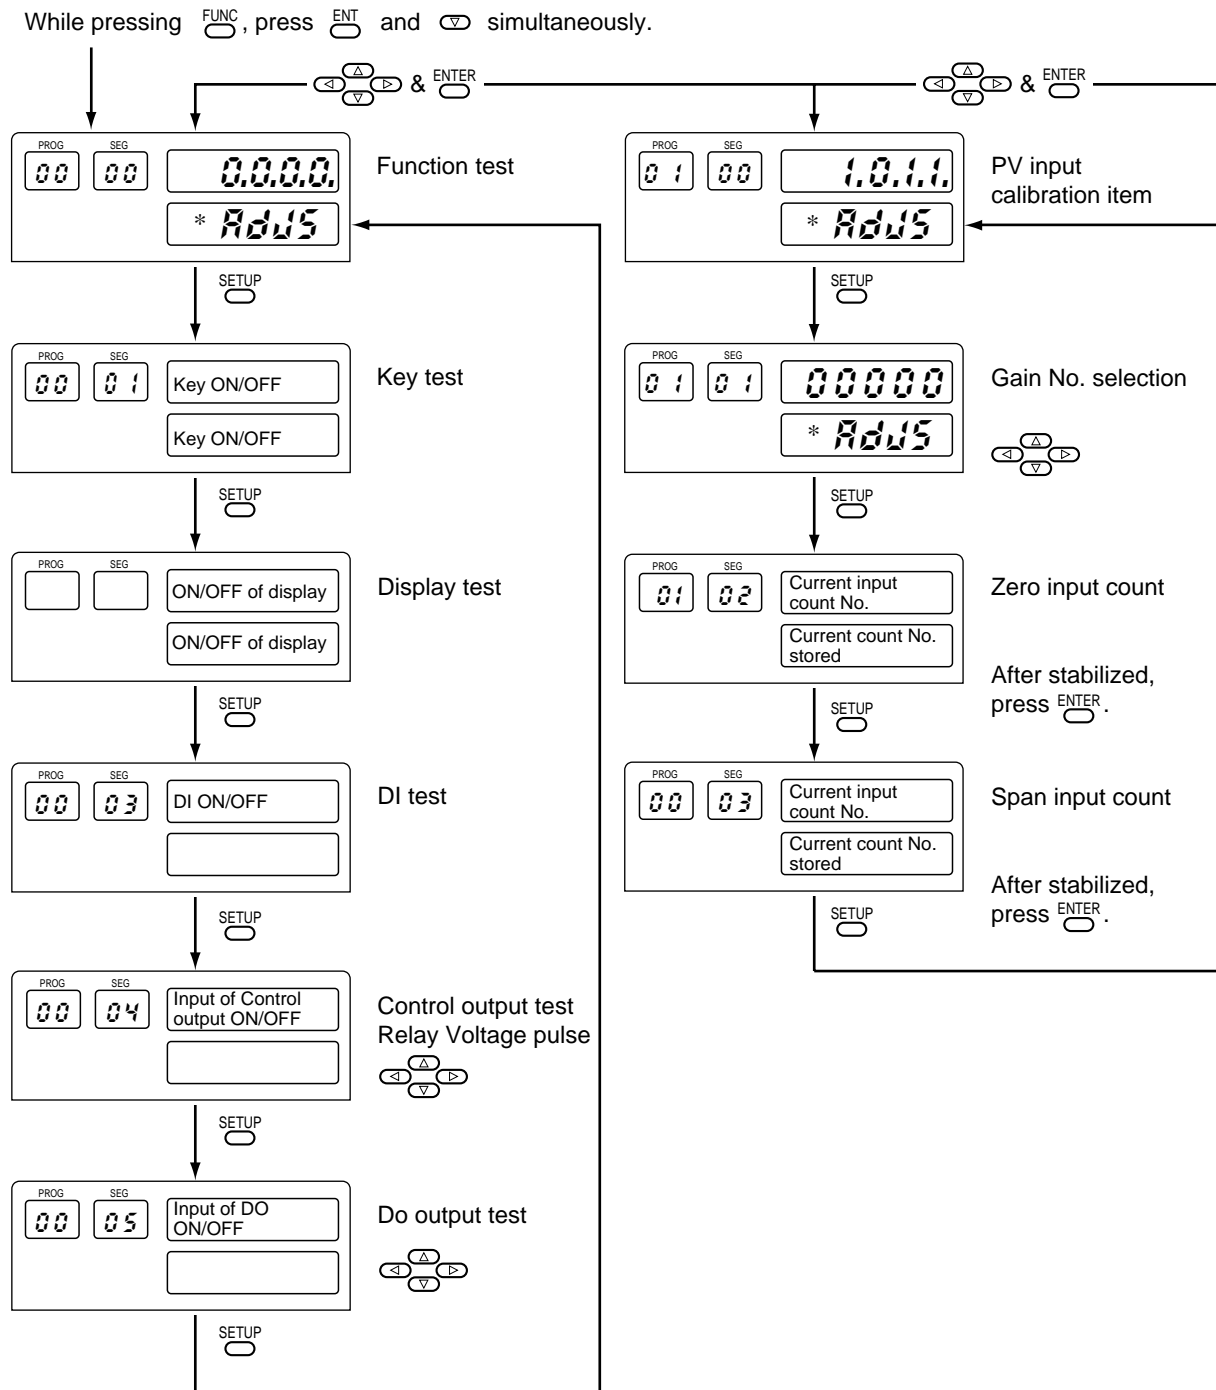 While pressing FUNC, press ENT and simultaneously.
& ENTER
& ENTER
PROG SEG
00 00 0.0.0.0.
* AdJS
Function test
SETUP
PROG SEG
00 01 Key ON/OFF
Key ON/OFF
Key test
SETUP
PROG SEG
ON/OFF of display
ON/OFF of display
Display test
SETUP
PROG SEG
00 03 DI ON/OFF
DI test
SETUP
PROG SEG
00 04 Input of Control
output ON/OFF
Control output test
Relay Voltage pulse
SETUP
PROG SEG
00 05 Input of DO
ON/OFF
Do output test
SETUP
PROG SEG
01 00 1.0.1.1.
* AdJS
PV input
calibration item
SETUP
PROG SEG
01 01 00000
* AdJS
Gain No. selection
SETUP
PROG SEG
01 02 Current input
count No.
Current count No.
stored
Zero input count
After stabilized,
press ENTER.
SETUP
PROG SEG
00 03 Current input
count No.
Current count No.
stored
Span input count
After stabilized,
press ENTER.
SETUP